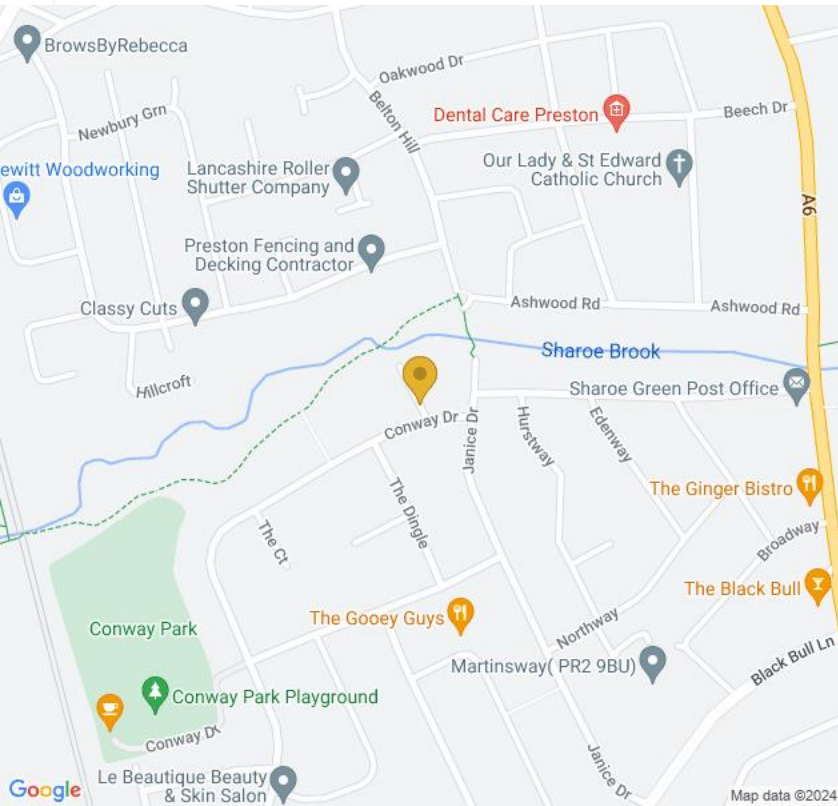 BrowsByRebecca
Oakwood Dr
Belton Hill
Newbury Grn
Dental Care Preston
Beech Dr
ewitt Woodworking
Lancashire Roller
Shutter Company
Our Lady & St Edward
Catholic Church
A6
Preston Fencing and
Decking Contractor
Classy Cuts
Ashwood Rd
Ashwood Rd
Sharoe Brook
Hillcroft
Sharoe Green Post Office
Conway Dr
Janice Dr
Hurstway
Edenway
The Dingle
The Ginger Bistro
The Ct
Broadway
The Black Bull
The Gooey Guys
Conway Park
Northway
Black Bull Ln
Martinsway( PR2 9BU)
Conway Park Playground
Conway Dr
Janice Dr
Le Beautique Beauty
& Skin Salon
Google
Map data ©2024